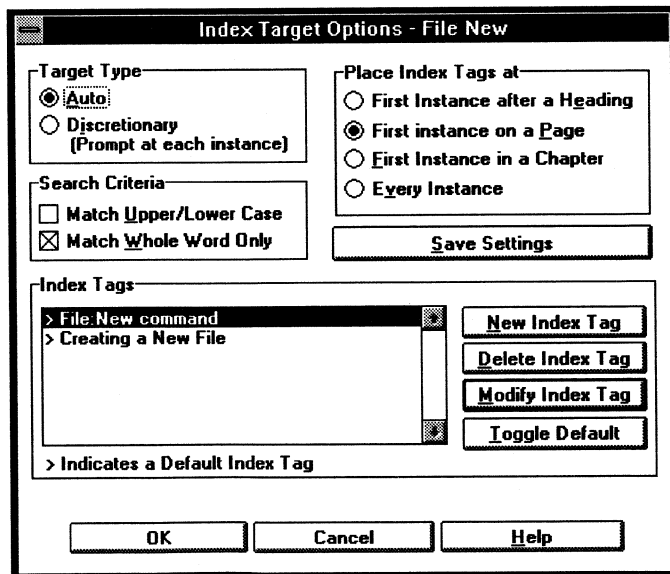 Index Target Options - File New
Target Type
Auto
Discretionary
(Prompt at each instance)
Place Index Tags at
First Instance after a Heading
First instance on a Page
First Instance in a Chapter
Every Instance
Search Criteria
Match Upper/Lower Case
Match Whole Word Only
Save Settings
Index Tags
> File:New command
> Creating a New File
> Indicates a Default Index Tag
New Index Tag
Delete Index Tag
Modify Index Tag
Toggle Default
OK
Cancel
Help